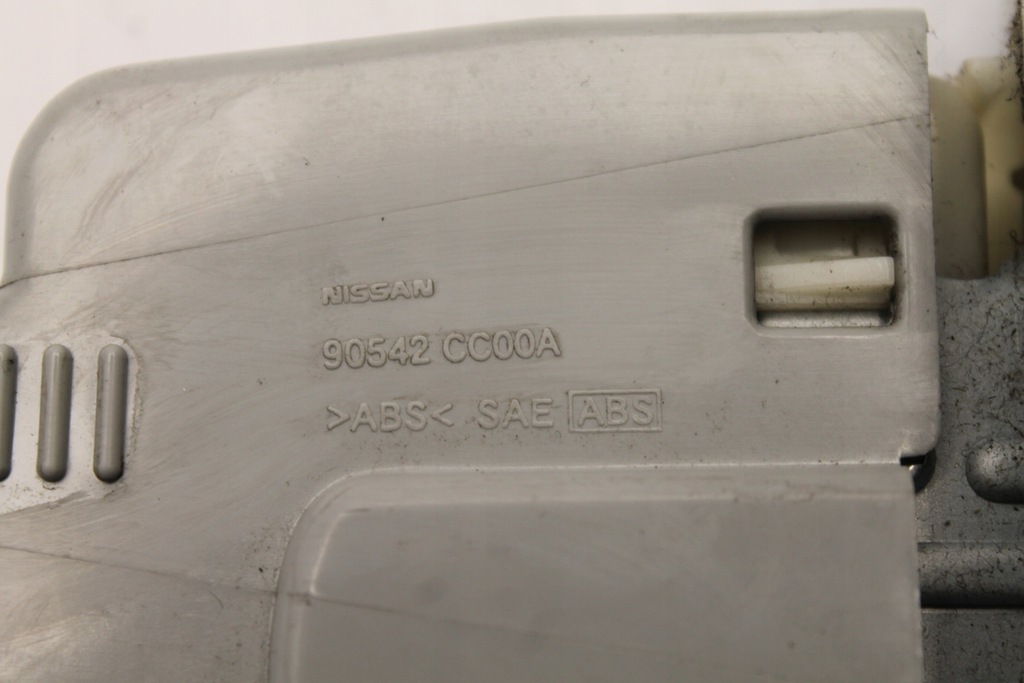 NISSAN
90542 CC00A
>ABS< SAE ABS